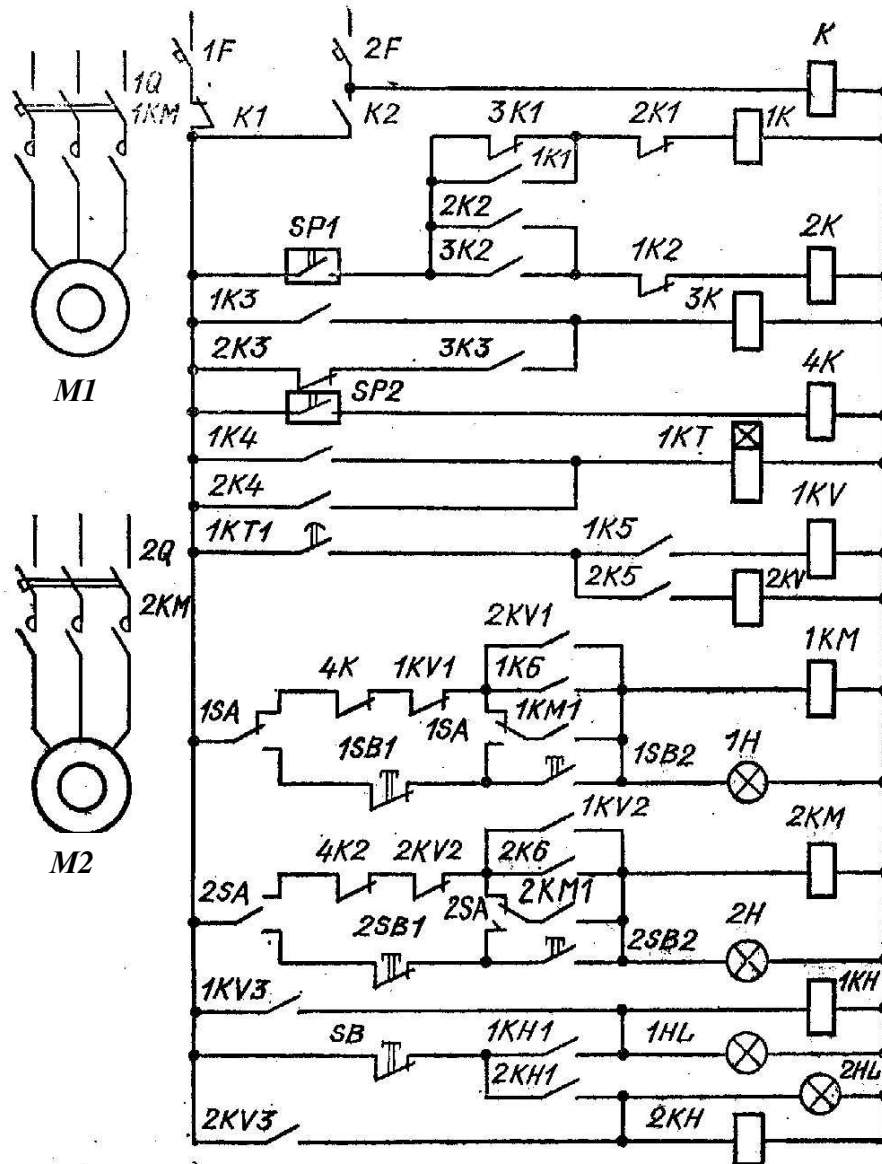 1F
2F
K
1Q
1KM
K1
K2
3K1
2K1
1K
1K1
2K2
SP1
3K2
1K2
2K
1K3
3K
2K3
3K3
M1
SP2
4K
1K4
1KT
2K4
1KV
1KT1
1K5
2Q
2K5
2KV
2KM
2KV1
1KM
4K
1KV1
1K6
1SA
1SA
1KM1
1SB1
1SB2
1H
1KV2
2KM
M2
4K2
2KV2
2K6
2SA
2SA
2KM1
2SB1
2SB2
2H
1KV3
1KH
SB
1KH1
1HL
2KH1
2HL
2KV3
2KH